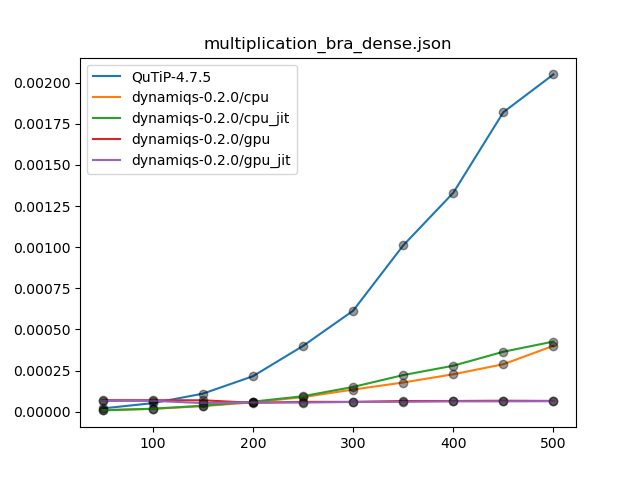 multiplication_bra_dense.json
QuTiP-4.7.5
dynamiqs-0.2.0/cpu
dynamiqs-0.2.0/cpu_jit
dynamiqs-0.2.0/gpu
dynamiqs-0.2.0/gpu_jit
0.00200
0.00175
0.00150
0.00125
0.00100
0.00075
0.00050
0.00025
0.00000
100 200 300 400 500